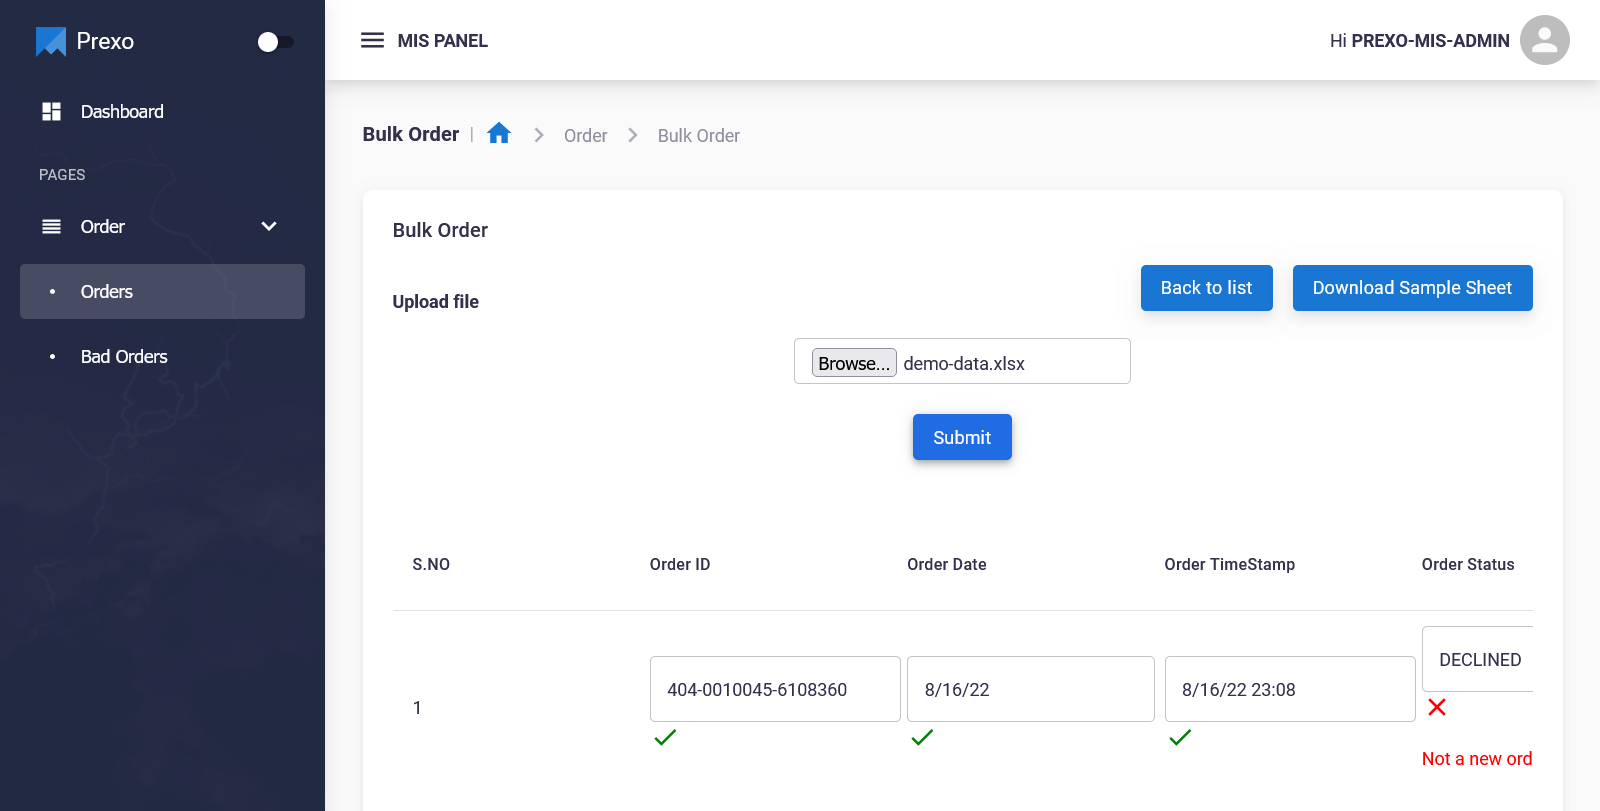 Prexo
MIS PANEL
Hi PREXO-MIS-ADMIN
Dashboard
PAGES
Order
Orders
Bad Orders
Bulk Order | Order Bulk Order
Bulk Order
Upload file
Back to list
Download Sample Sheet
Browse... demo-data.xlsx
Submit
S.NO Order ID Order Date Order TimeStamp Order Status
1 404-0010045-6108360 8/16/22 8/16/22 23:08 DECLINED
Not a new ord